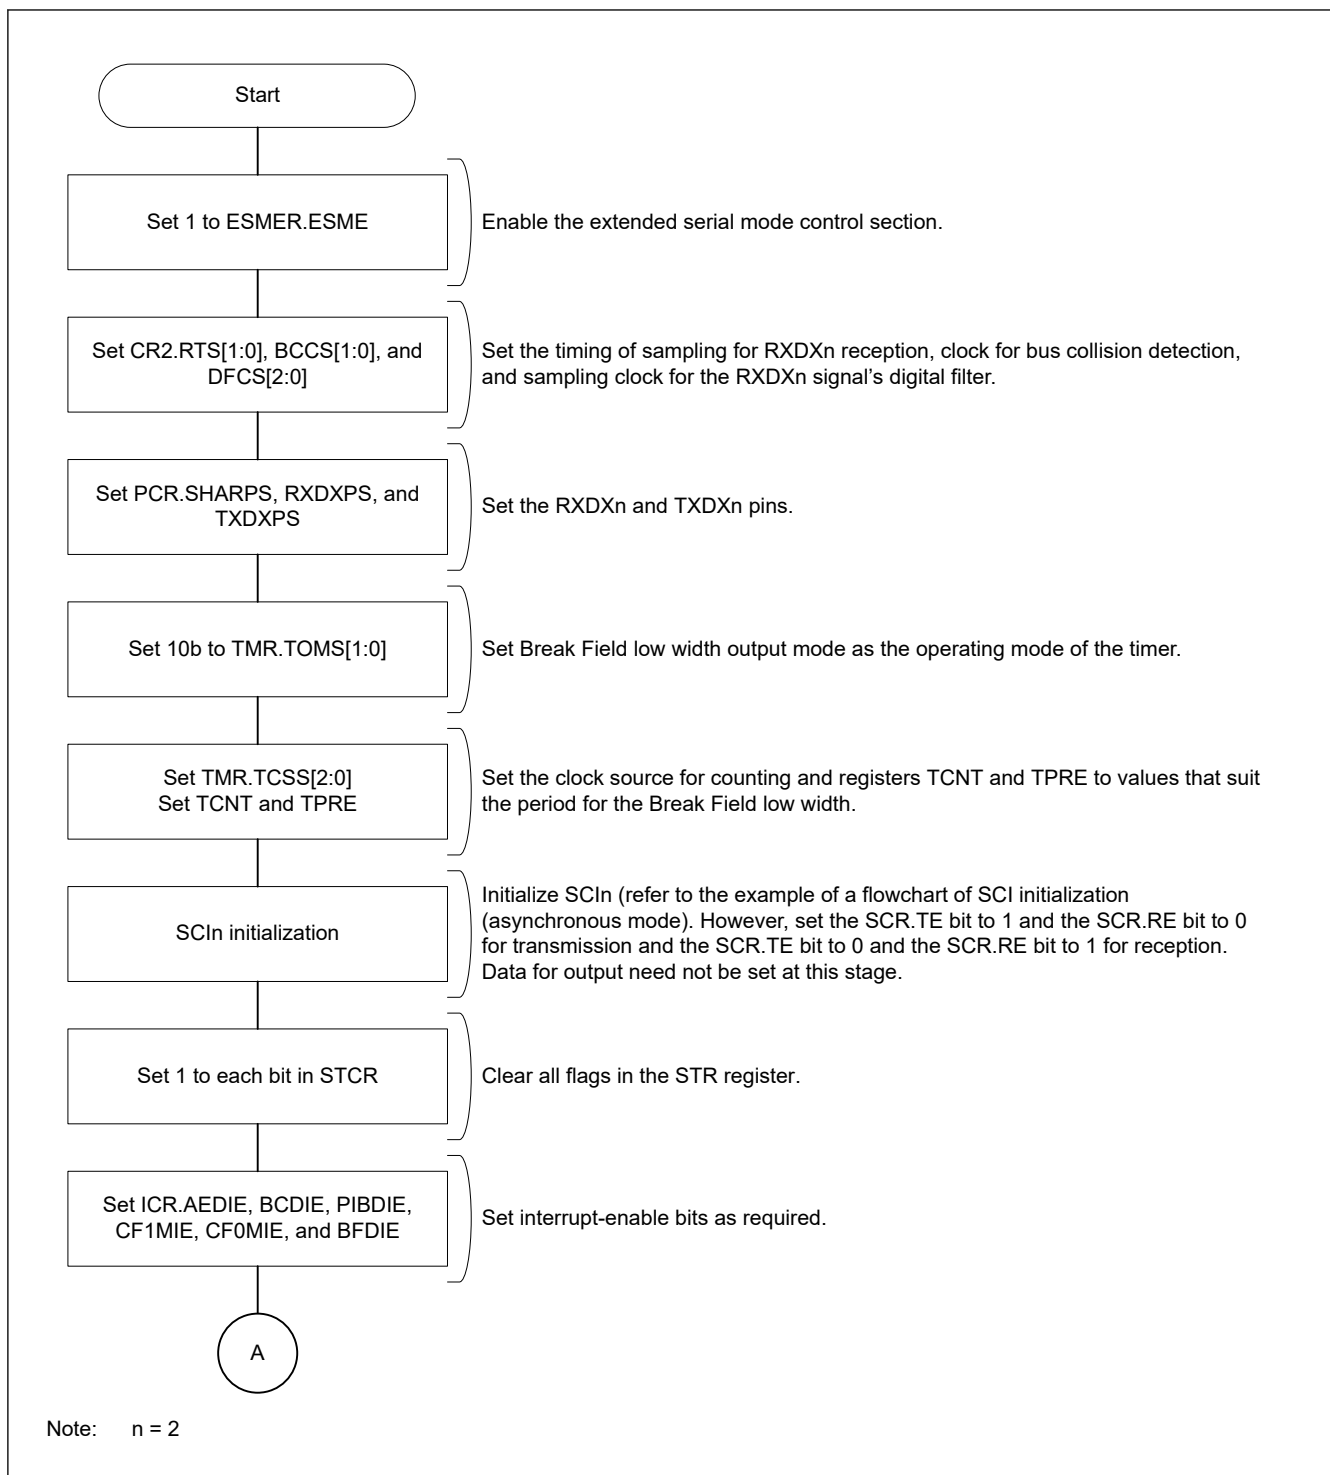 Start
Set 1 to ESMER.ESME
Enable the extended serial mode control section.
Set CR2.RTS[1:0], BCCS[1:0], and
DFCS[2:0]
Set the timing of sampling for RXDXn reception, clock for bus collision detection,
and sampling clock for the RXDXn signal’s digital filter.
Set PCR.SHARPS, RXDXPS, and
TXDXPS
Set the RXDXn and TXDXn pins.
Set 10b to TMR.TOMS[1:0]
Set Break Field low width output mode as the operating mode of the timer.
Set TMR.TCSS[2:0]
Set TCNT and TPRE
Set the clock source for counting and registers TCNT and TPRE to values that suit
the period for the Break Field low width.
SCIn initialization
Initialize SCIn (refer to the example of a flowchart of SCI initialization
(asynchronous mode). However, set the SCR.TE bit to 1 and the SCR.RE bit to 0
for transmission and the SCR.TE bit to 0 and the SCR.RE bit to 1 for reception.
Data for output need not be set at this stage.
Set 1 to each bit in STCR
Clear all flags in the STR register.
Set ICR.AEDIE, BCDIE, PIBDIE,
CF1MIE, CF0MIE, and BFDIE
Set interrupt-enable bits as required.
A
Note: n = 2